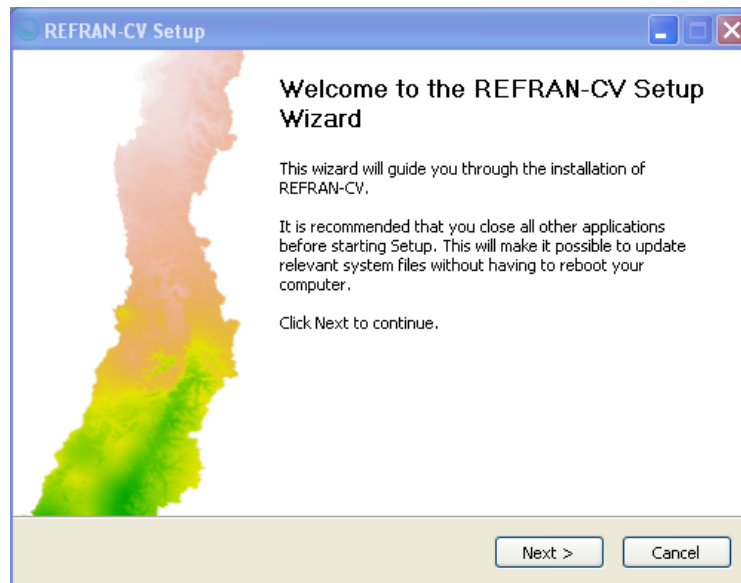 REFRAN-CV Setup
Welcome to the REFRAN-CV Setup
Wizard
This wizard will guide you through the installation of
REFRAN-CV.
It is recommended that you close all other applications
before starting Setup. This will make it possible to update
relevant system files without having to reboot your
computer.
Click Next to continue.
Next >
Cancel